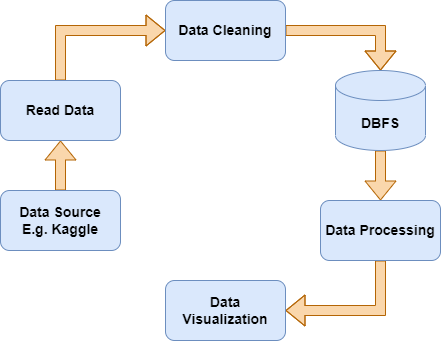 Data Cleaning
Read Data
DBFS
Data Source
E.g. Kaggle
Data Processing
Data
Visualization